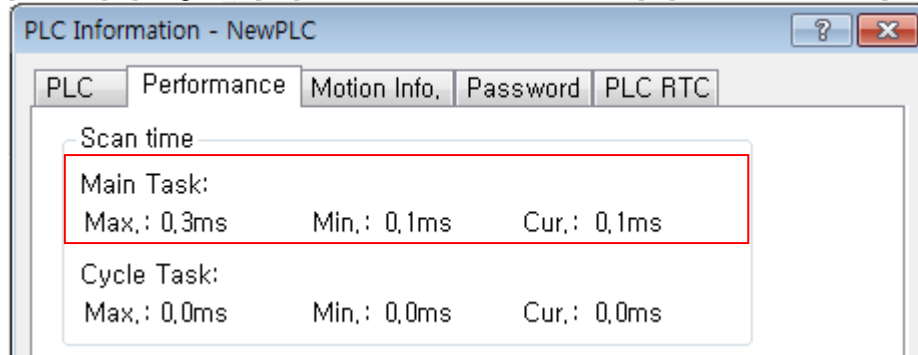 PLC Information - NewPLC
PLC Performance Motion Info, Password PLC RTC
Scan time
Main Task:
Max,: 0,3ms Min,: 0,1ms Cur,: 0,1ms
Cycle Task:
Max,: 0,0ms Min,: 0,0ms Cur,: 0,0ms